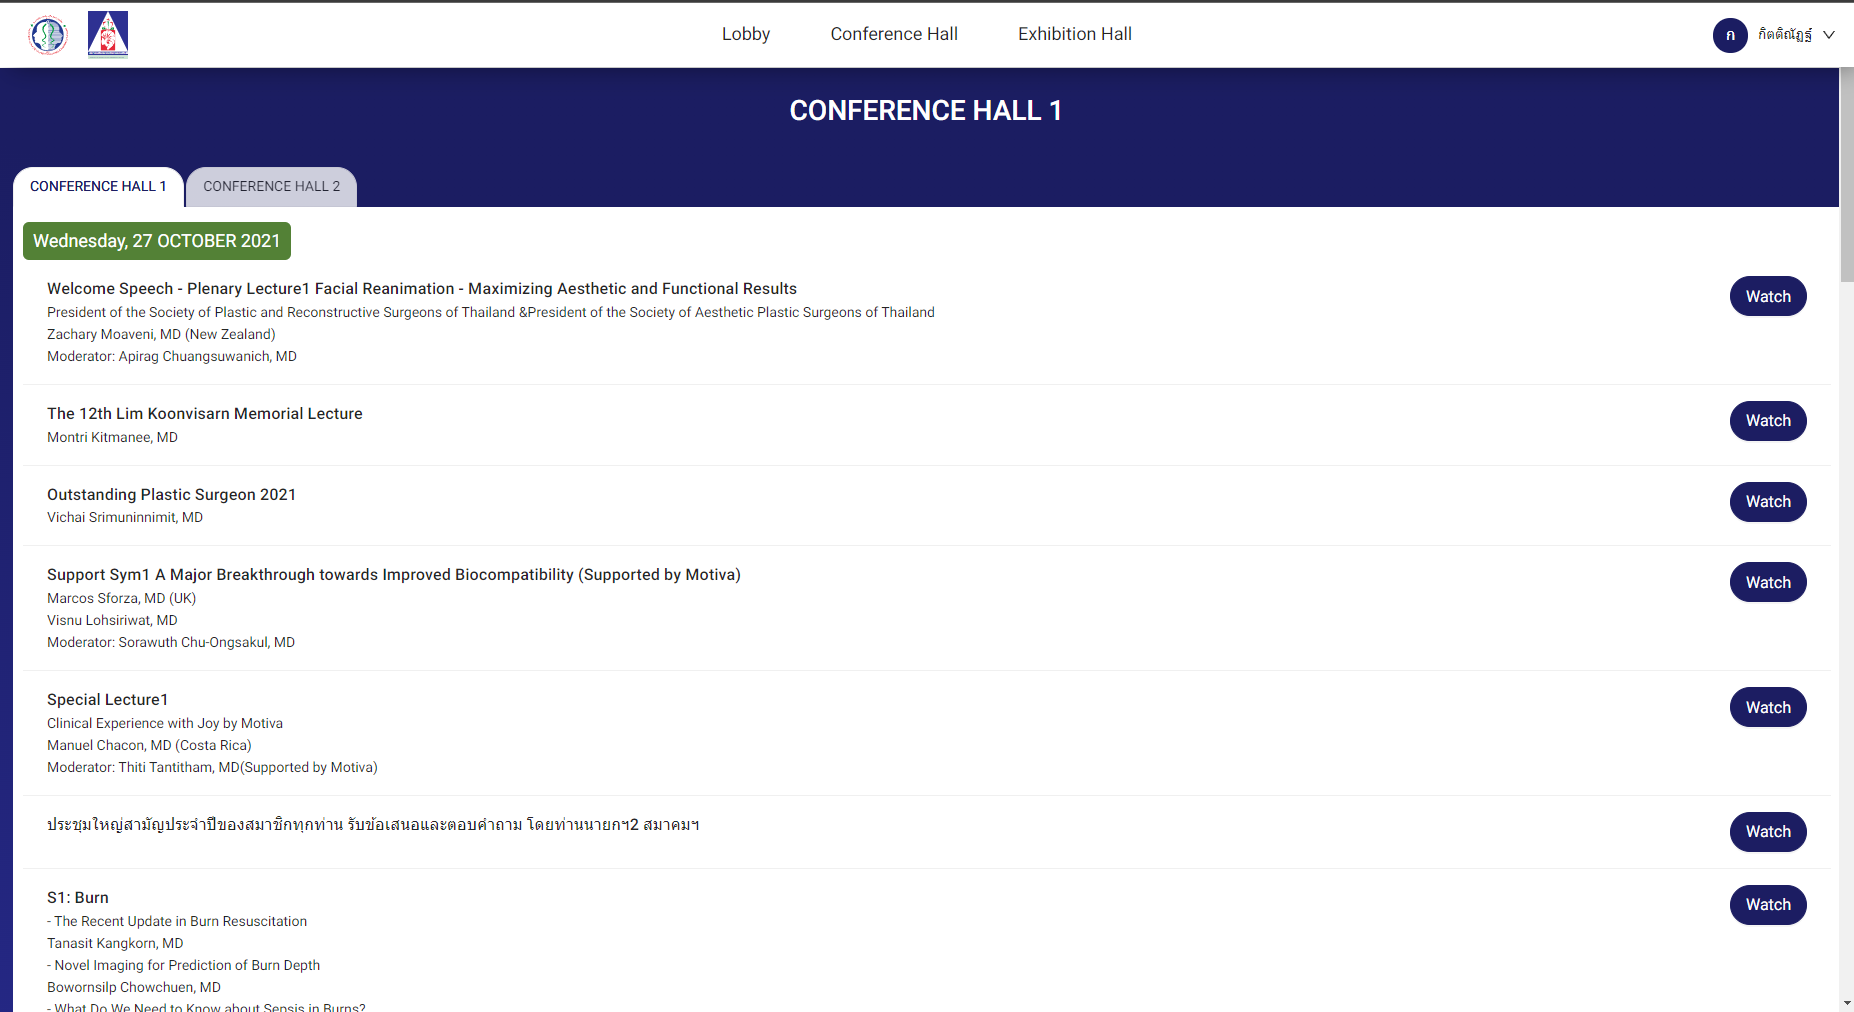 Lobby
Conference Hall
Exhibition Hall
ก
กิตติณัฏฐ์
CONFERENCE HALL 1
CONFERENCE HALL 1
CONFERENCE HALL 2
Wednesday, 27 OCTOBER 2021
Welcome Speech - Plenary Lecture1 Facial Reanimation - Maximizing Aesthetic and Functional Results
Watch
President of the Society of Plastic and Reconstructive Surgeons of Thailand &President of the Society of Aesthetic Plastic Surgeons of Thailand
Zachary Moaveni, MD (New Zealand)
Moderator: Apirag Chuangsuwanich, MD
The 12th Lim Koonvisarn Memorial Lecture
Watch
Montri Kitmanee, MD
Outstanding Plastic Surgeon 2021
Watch
Vichai Srimuninnimit, MD
Support Sym1 A Major Breakthrough towards Improved Biocompatibility (Supported by Motiva)
Watch
Marcos Sforza, MD (UK)
Visnu Lohsiriwat, MD
Moderator: Sorawuth Chu-Ongsakul, MD
Special Lecture1
Watch
Clinical Experience with Joy by Motiva
Manuel Chacon, MD (Costa Rica)
Moderator: Thiti Tantitham, MD(Supported by Motiva)
ประชุมใหญ่สามัญประจำปีของสมาชิกทุกท่าน รับข้อเสนอและตอบคำถาม โดยท่านนายกฯ2 สมาคมฯ
Watch
S1: Burn
Watch
- The Recent Update in Burn Resuscitation
Tanasit Kangkorn, MD
- Novel Imaging for Prediction of Burn Depth
Bowornsilp Chowchuen, MD
- What Do We Need to Know about Sepsis in Burns?